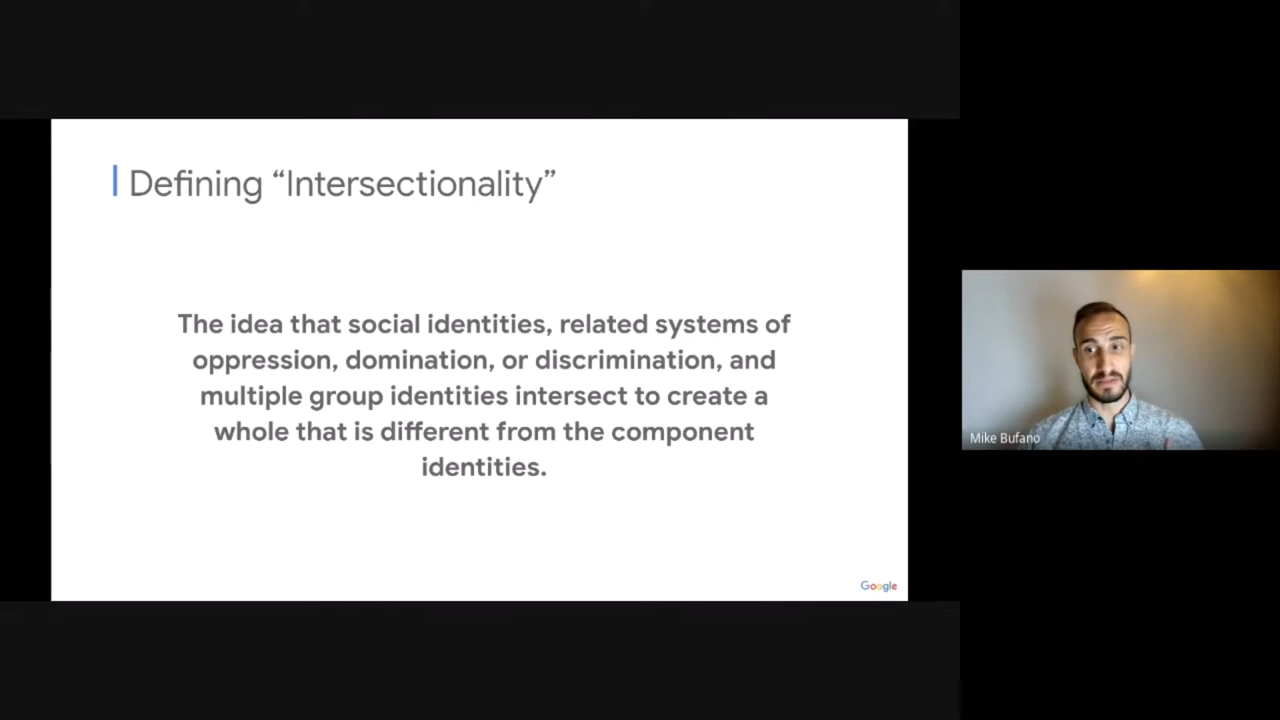 Defining “Intersectionality”
The idea that social identities, related systems of
oppression, domination, or discrimination, and
multiple group identities intersect to create a
whole that is different from the component
identities.
Google
Mike Bufano